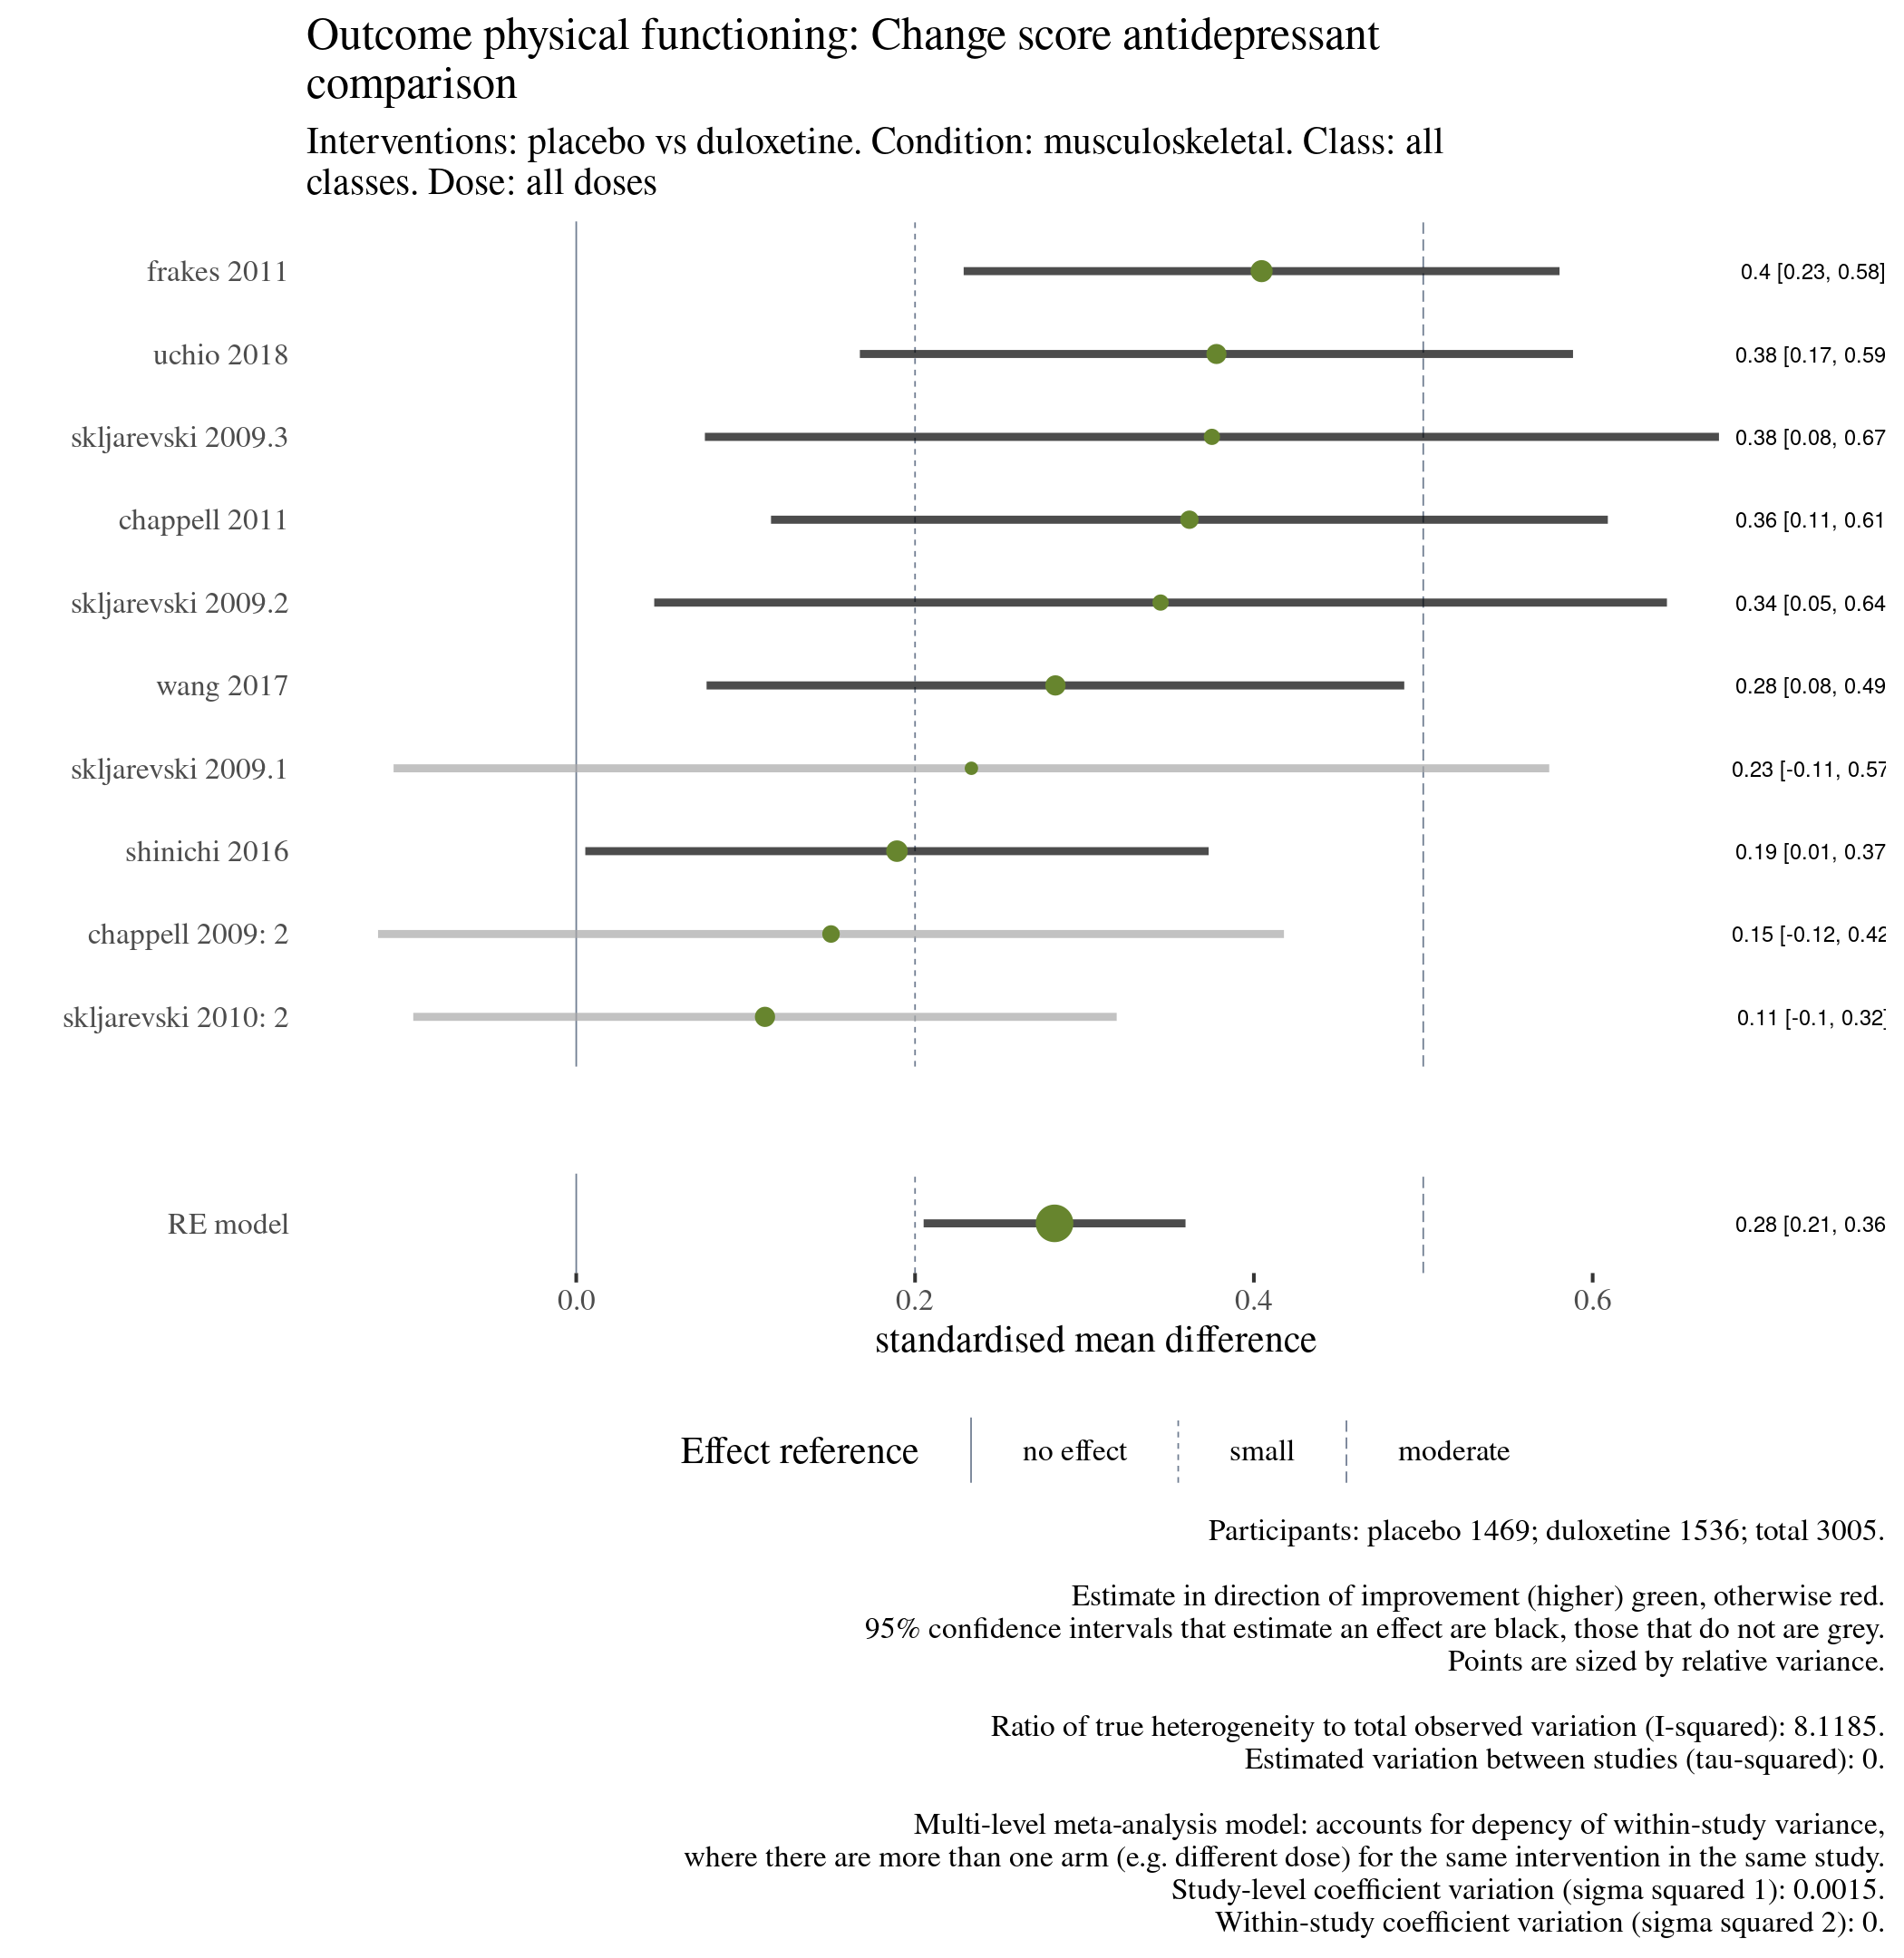 Outcome physical functioning: Change score antidepressant
comparison
Interventions: placebo vs duloxetine. Condition: musculoskeletal. Class: all
classes. Dose: all doses
frakes 2011 0.4 [0.23, 0.58]
uchio 2018 0.38 [0.17, 0.59
skljarevski 2009.3 0.38 [0.08, 0.67
chappell 2011 0.36 [0.11, 0.61
skljarevski 2009.2 0.34 [0.05, 0.64
wang 2017 0.28 [0.08, 0.49
skljarevski 2009.1 0.23 [-0.11, 0.57
shinichi 2016 0.19 [0.01, 0.37
chappell 2009: 2 0.15 [-0.12, 0.42
skljarevski 2010: 2 0.11 [-0.1, 0.32]
RE model 0.28 [0.21, 0.36
0.0 0.2 0.4 0.6
standardised mean difference
Effect reference no effect small moderate
Participants: placebo 1469; duloxetine 1536; total 3005.
Estimate in direction of improvement (higher) green, otherwise red.
95% confidence intervals that estimate an effect are black, those that do not are grey.
Points are sized by relative variance.
Ratio of true heterogeneity to total observed variation (I-squared): 8.1185.
Estimated variation between studies (tau-squared): 0.
Multi-level meta-analysis model: accounts for depency of within-study variance,
where there are more than one arm (e.g. different dose) for the same intervention in the same study.
Study-level coefficient variation (sigma squared 1): 0.0015.
Within-study coefficient variation (sigma squared 2): 0.